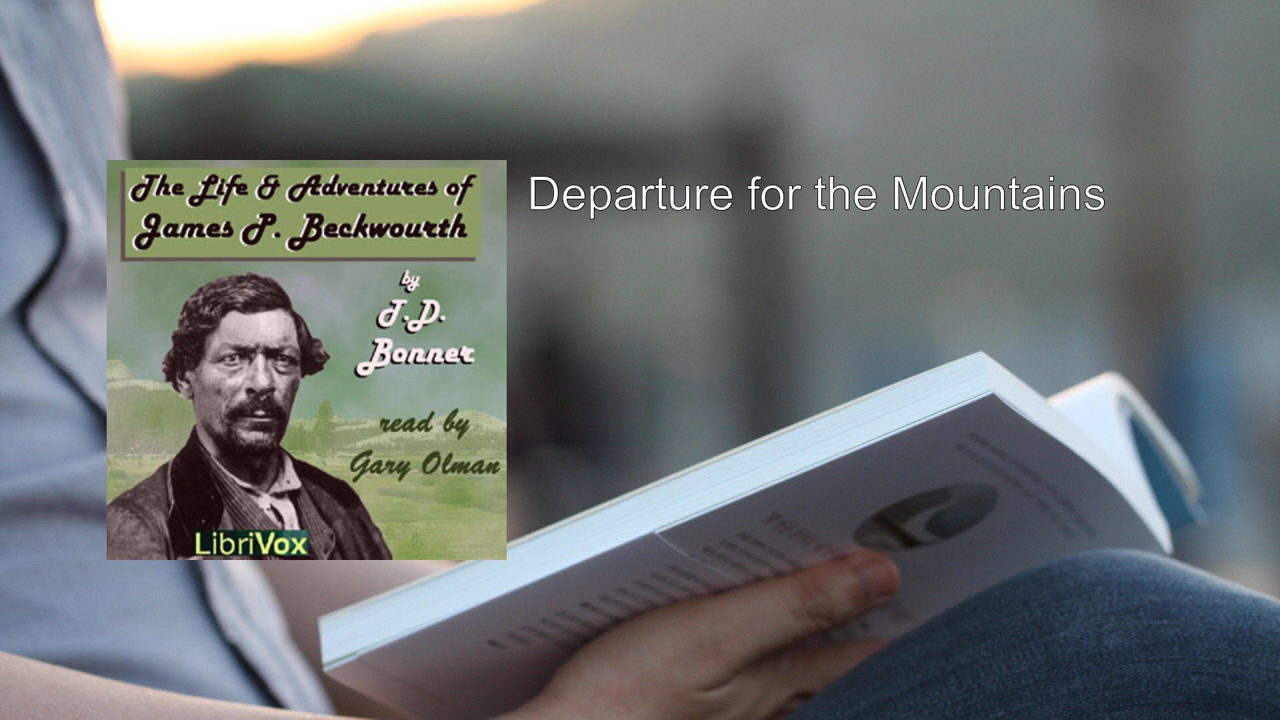 The Life & Adventures of
James P. Beckwourth
by
T.D.
Bonner
read by
Gary Olman
LibriVox
Departure for the Mountains